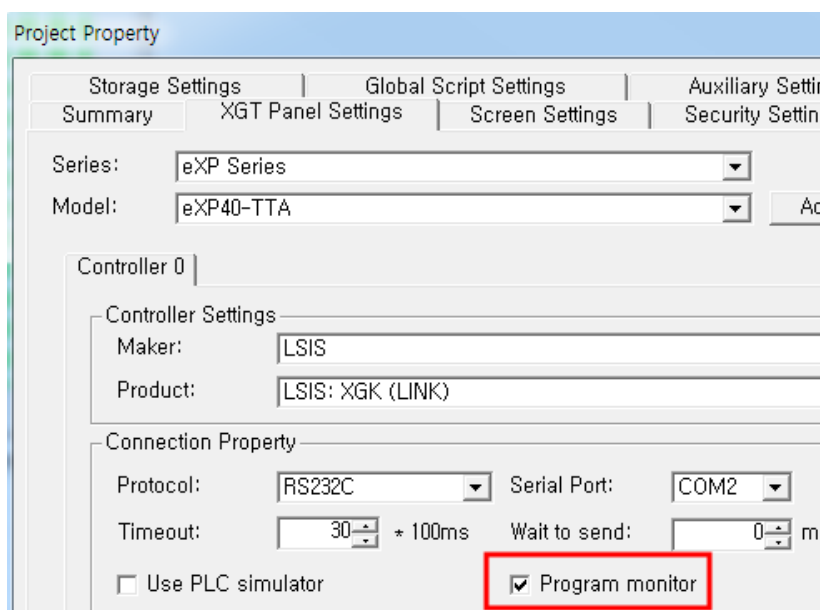 Project Property
Storage Settings Global Script Settings Auxiliary Settin
Summary XGT Panel Settings Screen Settings Security Settin
Series: eXP Series
Model: eXP40-TTA Ad
Controller 0
Controller Settings
Maker: LSIS
Product: LSIS: XGK (LINK)
Connection Property
Protocol: RS232C Serial Port: COM2
Timeout: 30 * 100ms Wait to send: 0 m
Use PLC simulator Program monitor